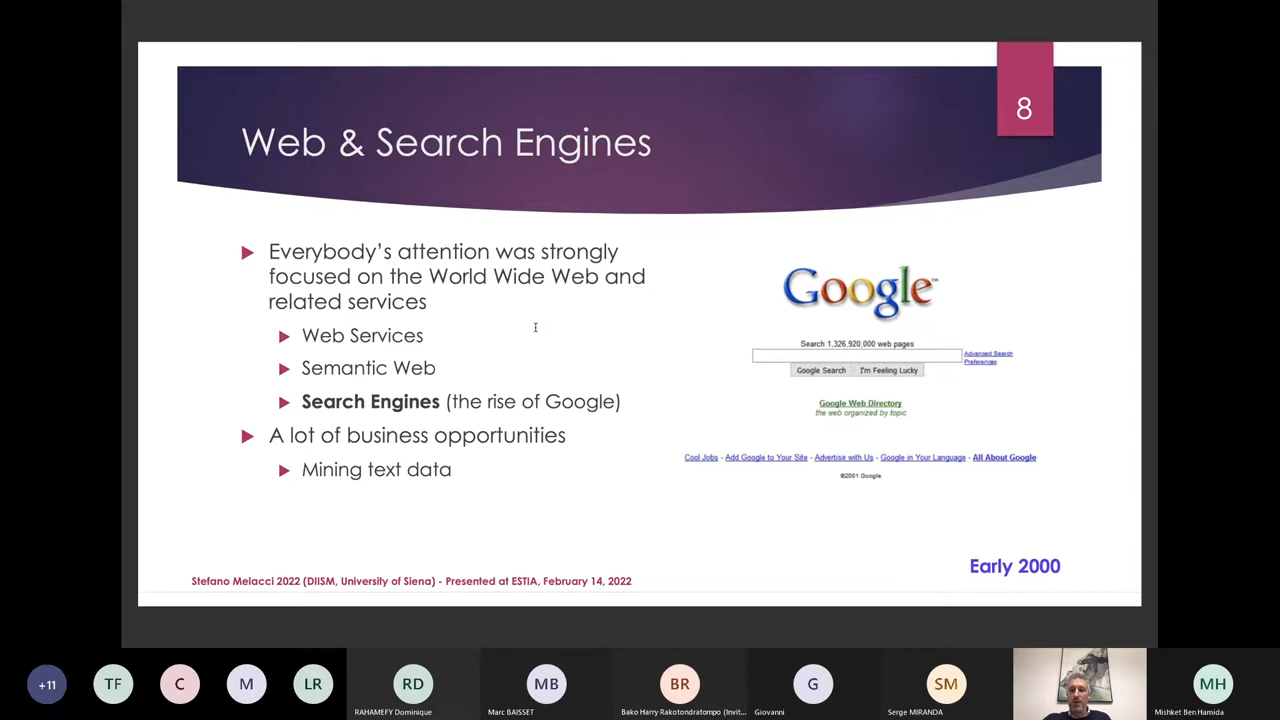 8
Web & Search Engines
Everybody’s attention was strongly
focused on the World Wide Web and
related services
Web Services
Semantic Web
Search Engines (the rise of Google)
A lot of business opportunities
Mining text data
Google™
Search 1,326,920,000 web pages
Advanced Search
Preferences
Google Search
I'm Feeling Lucky
Google Web Directory
the web organized by topic
Cool Jobs - Add Google to Your Site - Advertise with Us - Google in Your Language - All About Google
©2001 Google
Early 2000
Stefano Melacci 2022 (DIISM, University of Siena) - Presented at ESTIA, February 14, 2022
+11
TF
C
M
LR
RD
MB
BR
G
SM
MH
RAHAMEFY Dominique
Marc BAISSET
Bako Harry Rakotondratompo (Invit...
Giovanni
Serge MIRANDA
Mishket Ben Hamida